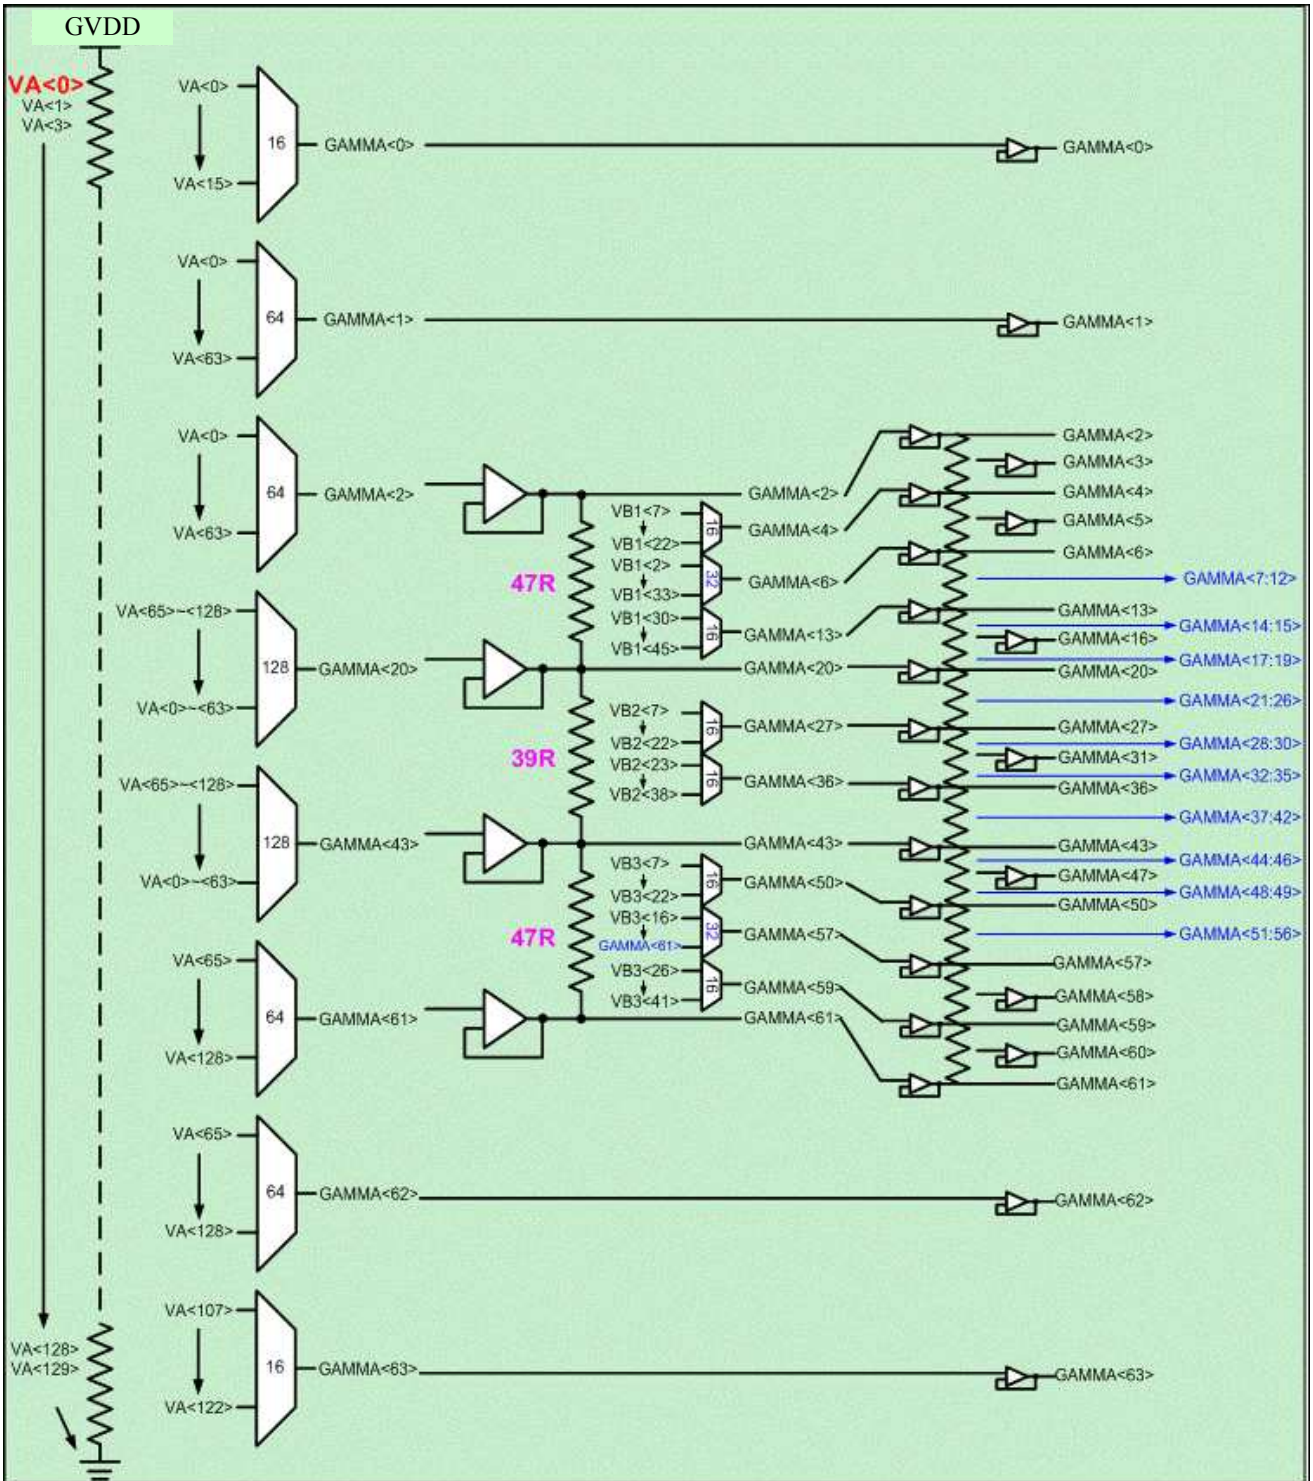 GVDD
VA<0>
VA<1>
VA<3>
VA<0>
16
GAMMA<0>
GAMMA<0>
VA<15>
VA<0>
64
GAMMA<1>
GAMMA<1>
VA<63>
VA<0>
64
GAMMA<2>
VA<63>
GAMMA<2>
VB1<7>
VB1<22>
16
GAMMA<4>
VB1<2>
VB1<33>
32
GAMMA<6>
VB1<30>
VB1<45>
16
GAMMA<13>
47R
GAMMA<2>
GAMMA<3>
GAMMA<4>
GAMMA<5>
GAMMA<6>
GAMMA<7:12>
GAMMA<13>
GAMMA<14:15>
GAMMA<16>
GAMMA<17:19>
GAMMA<20>
VA<65>~<128>
128
GAMMA<20>
VA<0>~<63>
GAMMA<20>
VB2<7>
VB2<22>
16
GAMMA<27>
VB2<23>
VB2<38>
16
GAMMA<36>
39R
GAMMA<21:26>
GAMMA<27>
GAMMA<28:30>
GAMMA<31>
GAMMA<32:35>
GAMMA<36>
GAMMA<37:42>
VA<65>~<128>
128
GAMMA<43>
VA<0>~<63>
GAMMA<43>
GAMMA<43>
VB3<7>
VB3<22>
16
GAMMA<50>
VB3<16>
GAMMA<61>
32
GAMMA<57>
VB3<26>
VB3<41>
16
GAMMA<59>
47R
GAMMA<44:46>
GAMMA<47>
GAMMA<48:49>
GAMMA<50>
GAMMA<51:56>
GAMMA<57>
GAMMA<58>
GAMMA<59>
GAMMA<60>
GAMMA<61>
VA<65>
64
GAMMA<61>
VA<128>
GAMMA<61>
VA<65>
64
GAMMA<62>
GAMMA<62>
VA<128>
VA<107>
16
GAMMA<63>
GAMMA<63>
VA<122>
VA<128>
VA<129>